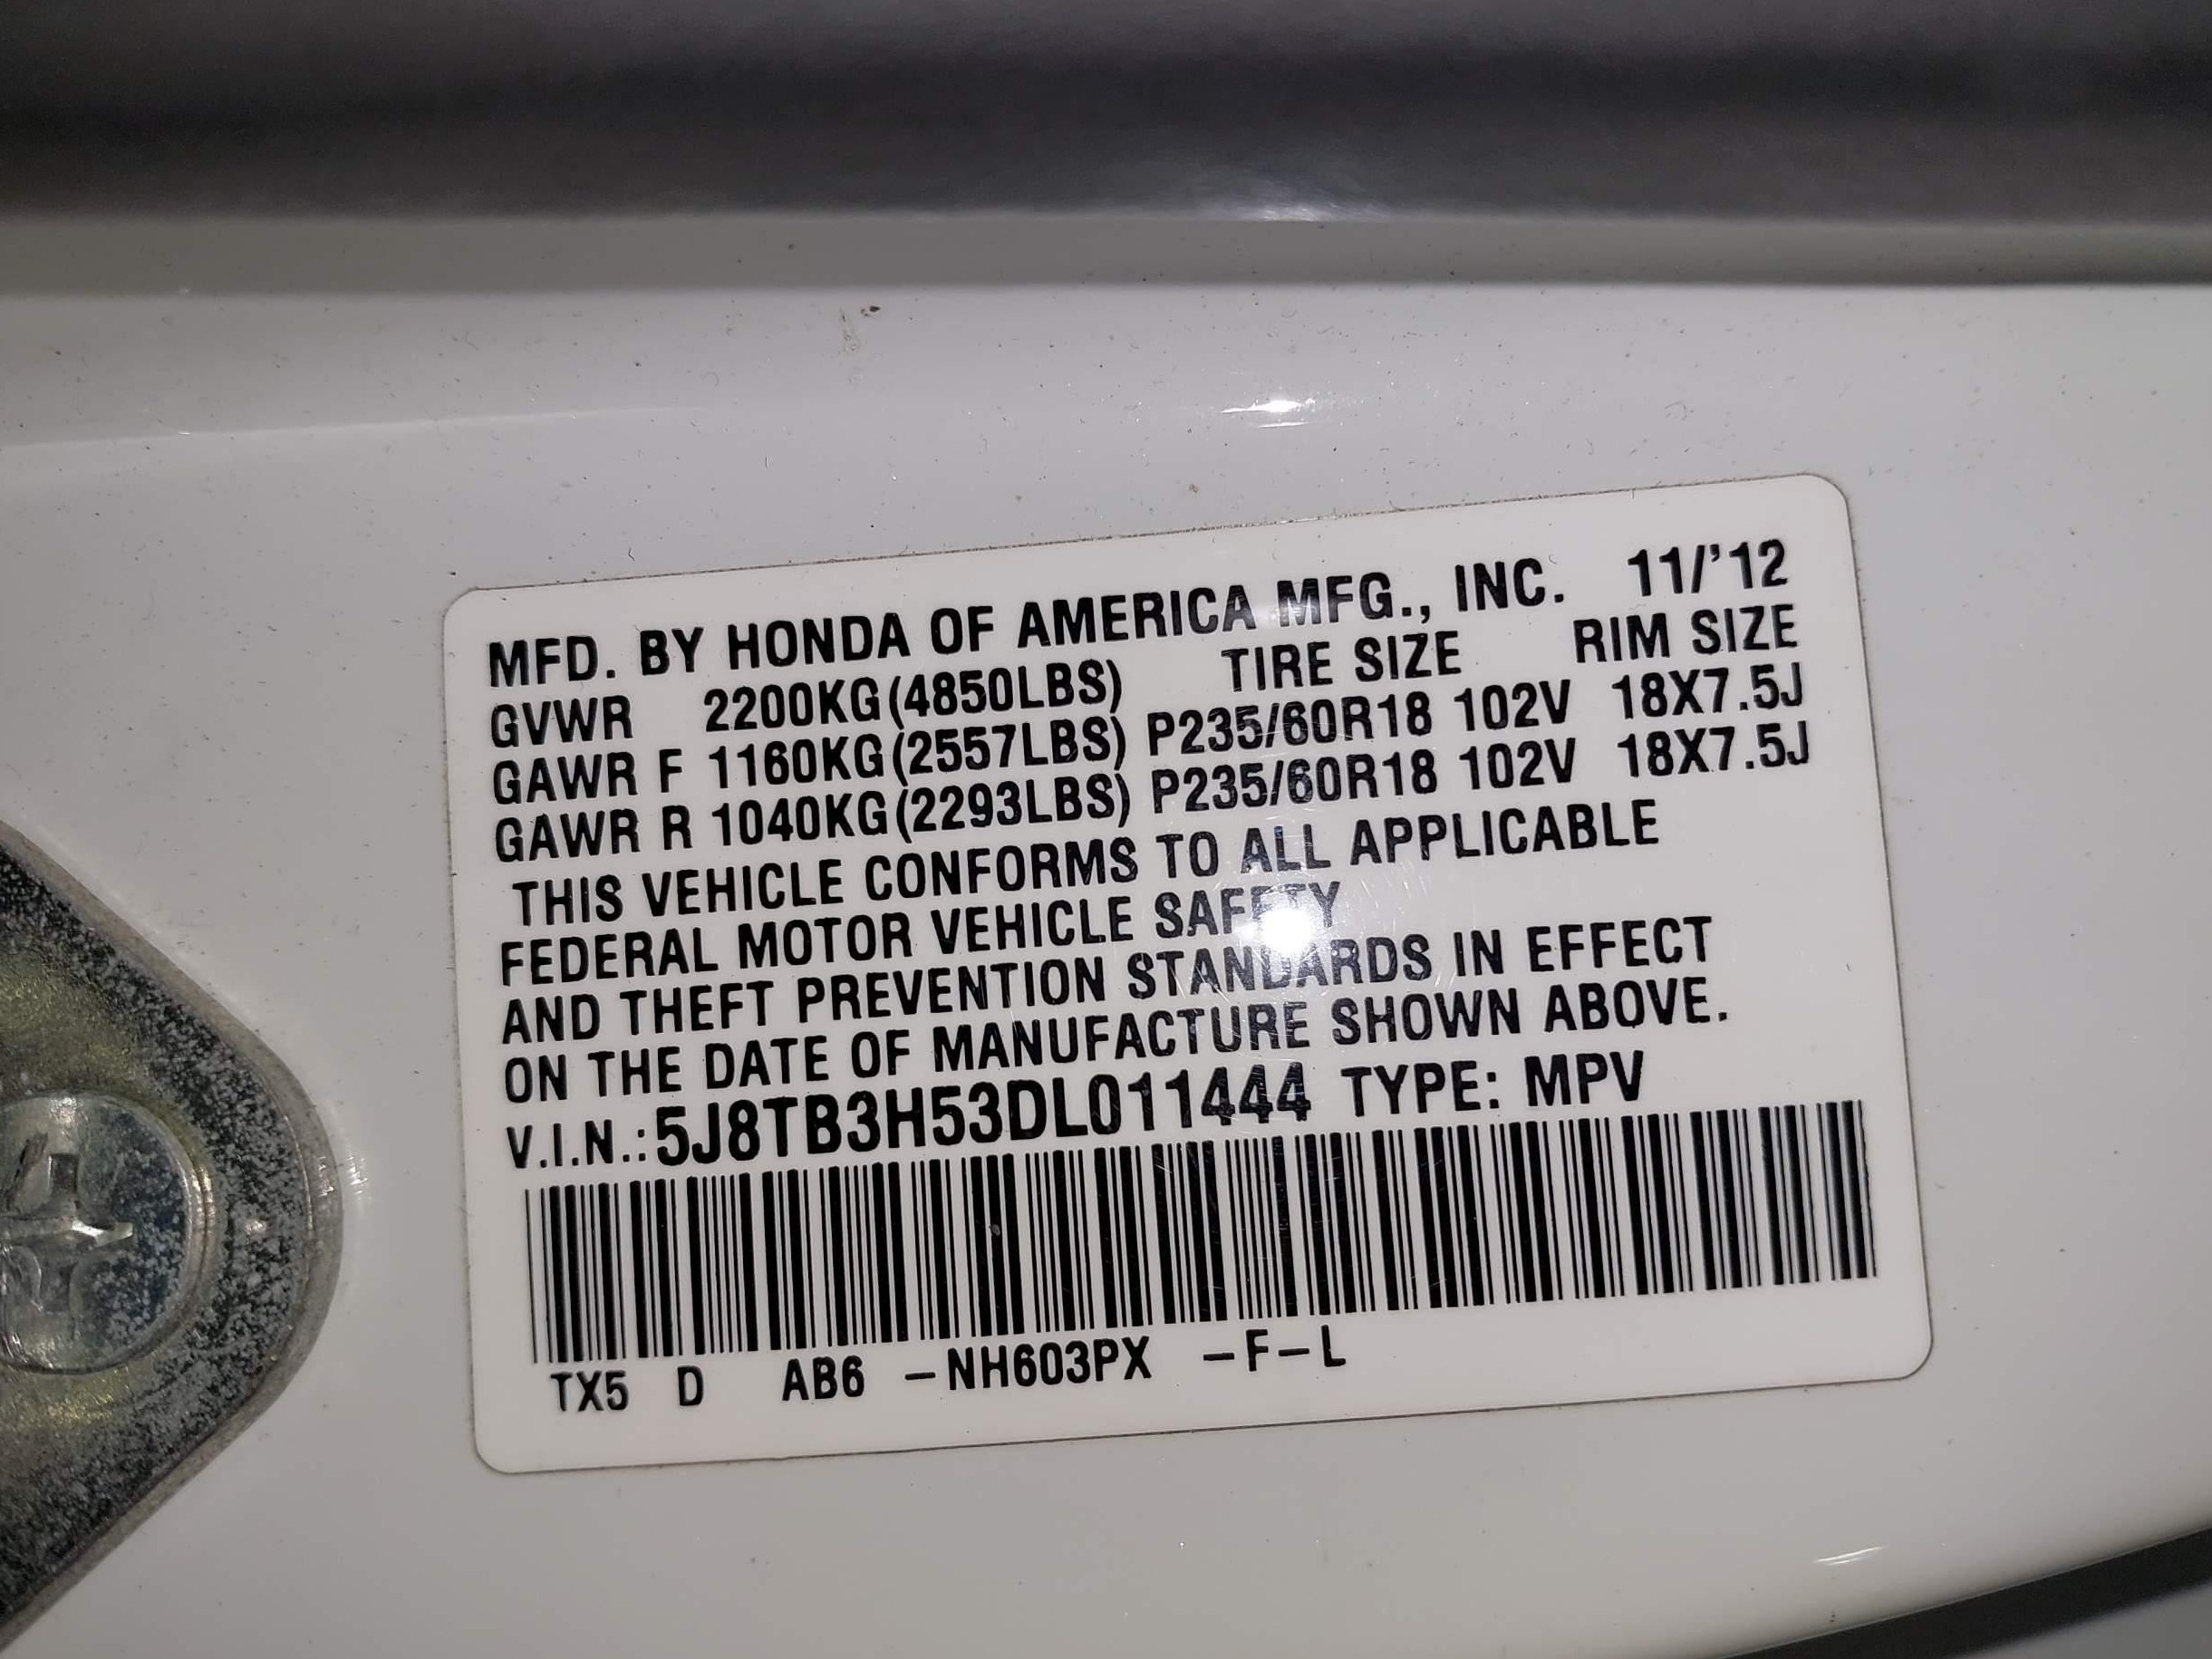 MFD. BY HONDA OF AMERICA MFG., INC. 11/'12
GVWR 2200KG(4850LBS) TIRE SIZE RIM SIZE
GAWR F 1160KG(2557LBS) P235/60R18 102V 18X7.5J
GAWR R 1040KG(2293LBS) P235/60R18 102V 18X7.5J
THIS VEHICLE CONFORMS TO ALL APPLICABLE
FEDERAL MOTOR VEHICLE SAFETY
AND THEFT PREVENTION STANDARDS IN EFFECT
ON THE DATE OF MANUFACTURE SHOWN ABOVE.
V.I.N.:5J8TB3H53DL011444 TYPE: MPV
TX5 D AB6 -NH603PX -F-L